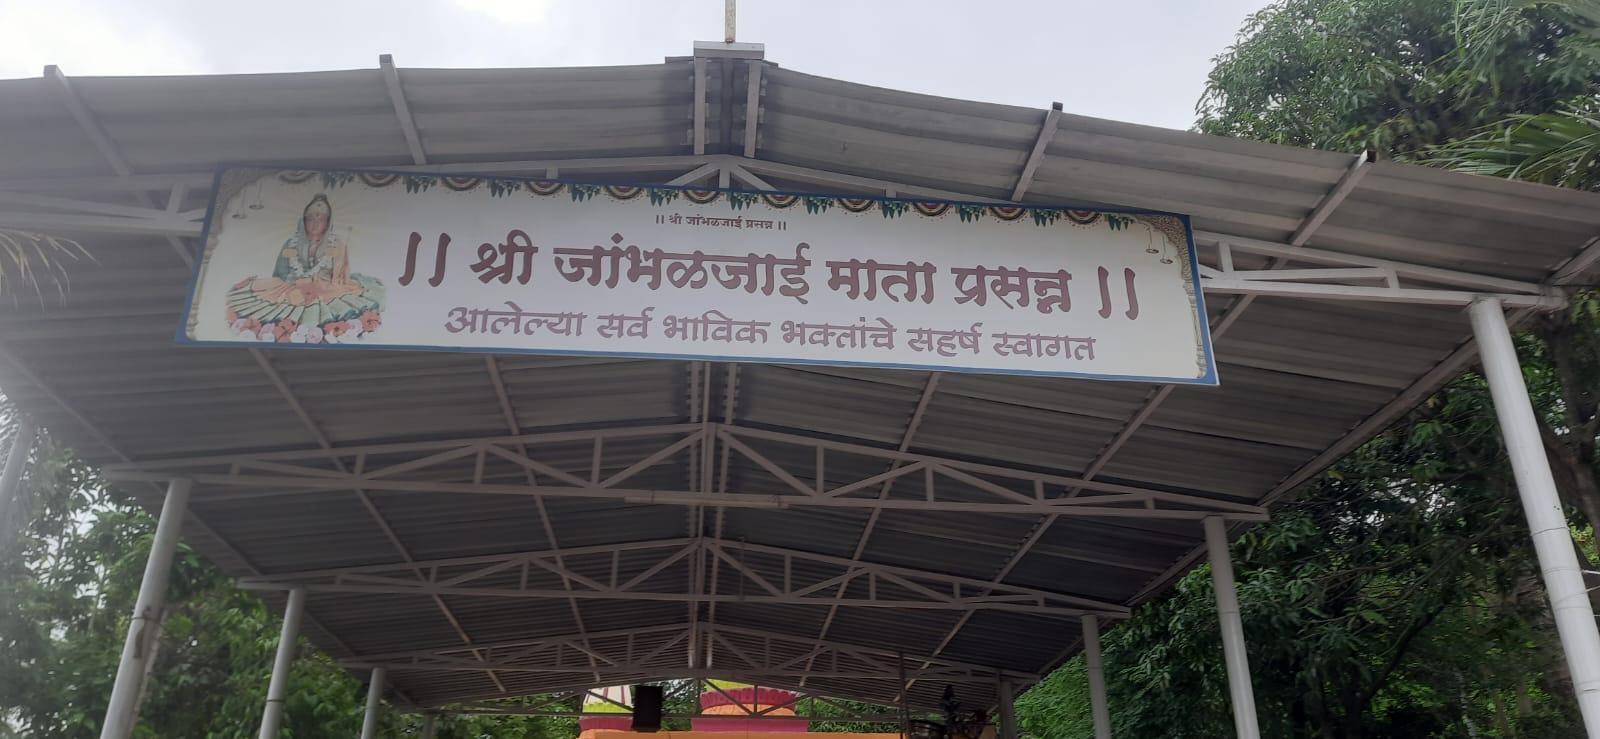 || श्री जांभळजाई प्रसन्न ||
|| श्री जांभळजाई माता प्रसन्न ||
आलेल्या सर्व भाविक भक्तांचे सहर्ष स्वागत